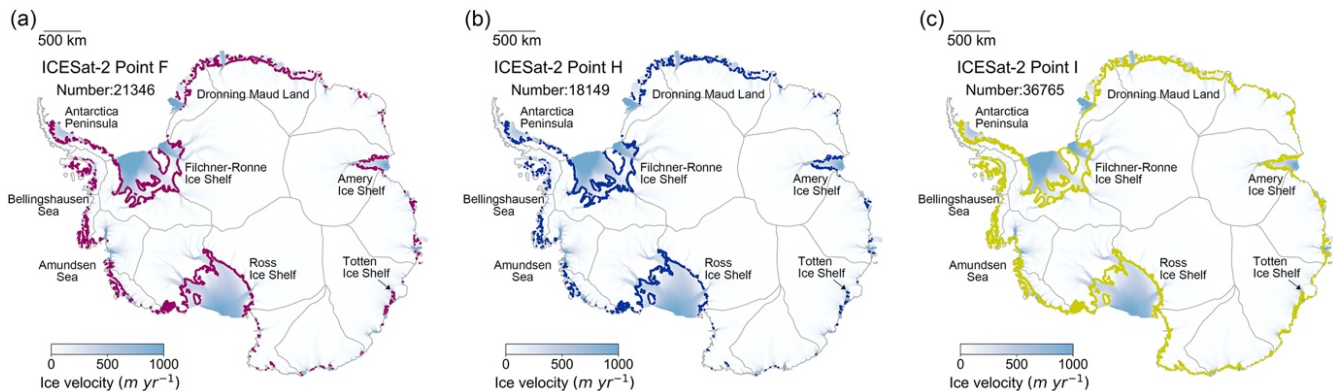 (a)
500 km
ICESat-2 Point F
Number:21346
Dronning Maud Land
Antarctica
Peninsula
Filchner-Ronne
Ice Shelf
Amery
Ice Shelf
Bellingshausen
Sea
Amundsen
Sea
Ross
Ice Shelf
Totten
Ice Shelf
0 500 1000
Ice velocity (m yr⁻¹)
(b)
500 km
ICESat-2 Point H
Number:18149
Dronning Maud Land
Antarctica
Peninsula
Filchner-Ronne
Ice Shelf
Amery
Ice Shelf
Bellingshausen
Sea
Amundsen
Sea
Ross
Ice Shelf
Totten
Ice Shelf
0 500 1000
Ice velocity (m yr⁻¹)
(c)
500 km
ICESat-2 Point I
Number:36765
Dronning Maud Land
Antarctica
Peninsula
Filchner-Ronne
Ice Shelf
Amery
Ice Shelf
Bellingshausen
Sea
Amundsen
Sea
Ross
Ice Shelf
Totten
Ice Shelf
0 500 1000
Ice velocity (m yr⁻¹)